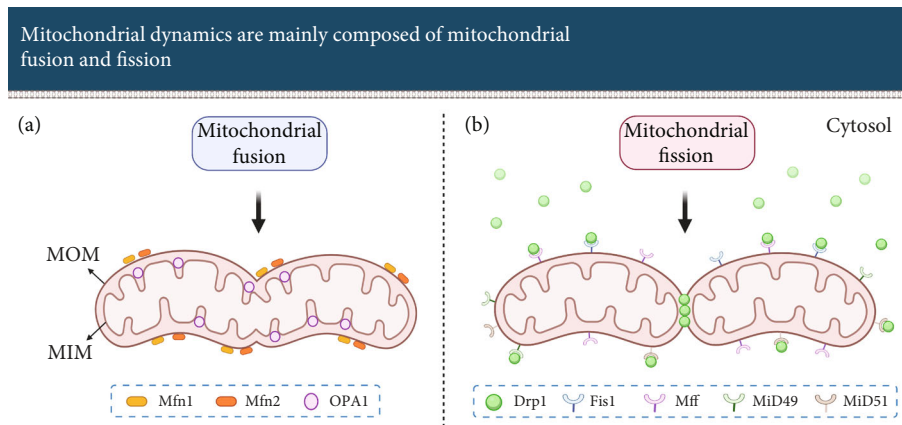 Mitochondrial dynamics are mainly composed of mitochondrial
fusion and fission
(a)
Mitochondrial
fusion
MOM
MIM
Mfn1
Mfn2
OPA1
(b)
Mitochondrial
fission
Cytosol
Drp1
Fis1
Mff
MiD49
MiD51